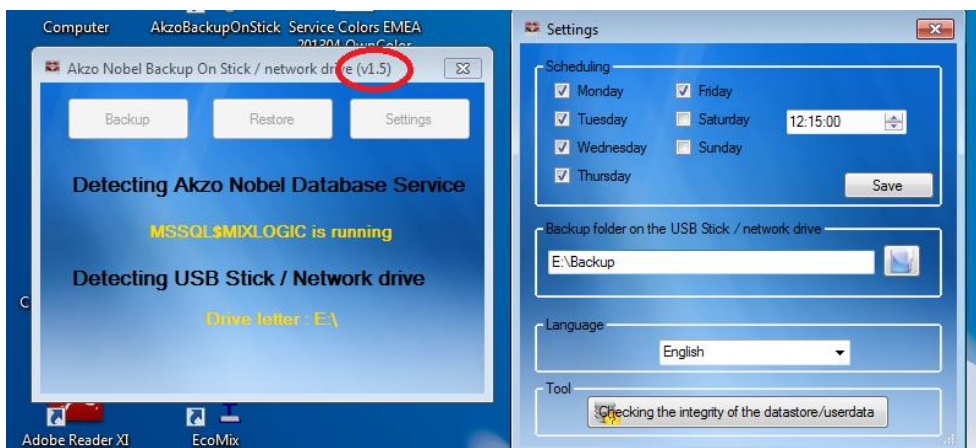 Computer
AkzoBackupOnStick
Service Colors EMEA
201304 OwnColor
Akzo Nobel Backup On Stick / network drive (v1.5)
Backup
Restore
Settings
Detecting Akzo Nobel Database Service
MSSQL$MIXLOGIC is running
Detecting USB Stick / Network drive
Drive letter : E:\
C
Adobe Reader XI
EcoMix
Settings
Scheduling
Monday
Friday
Tuesday
Saturday
12:15:00
Wednesday
Sunday
Thursday
Save
Backup folder on the USB Stick / network drive
E:\Backup
Language
English
Tool
Checking the integrity of the datastore/userdata